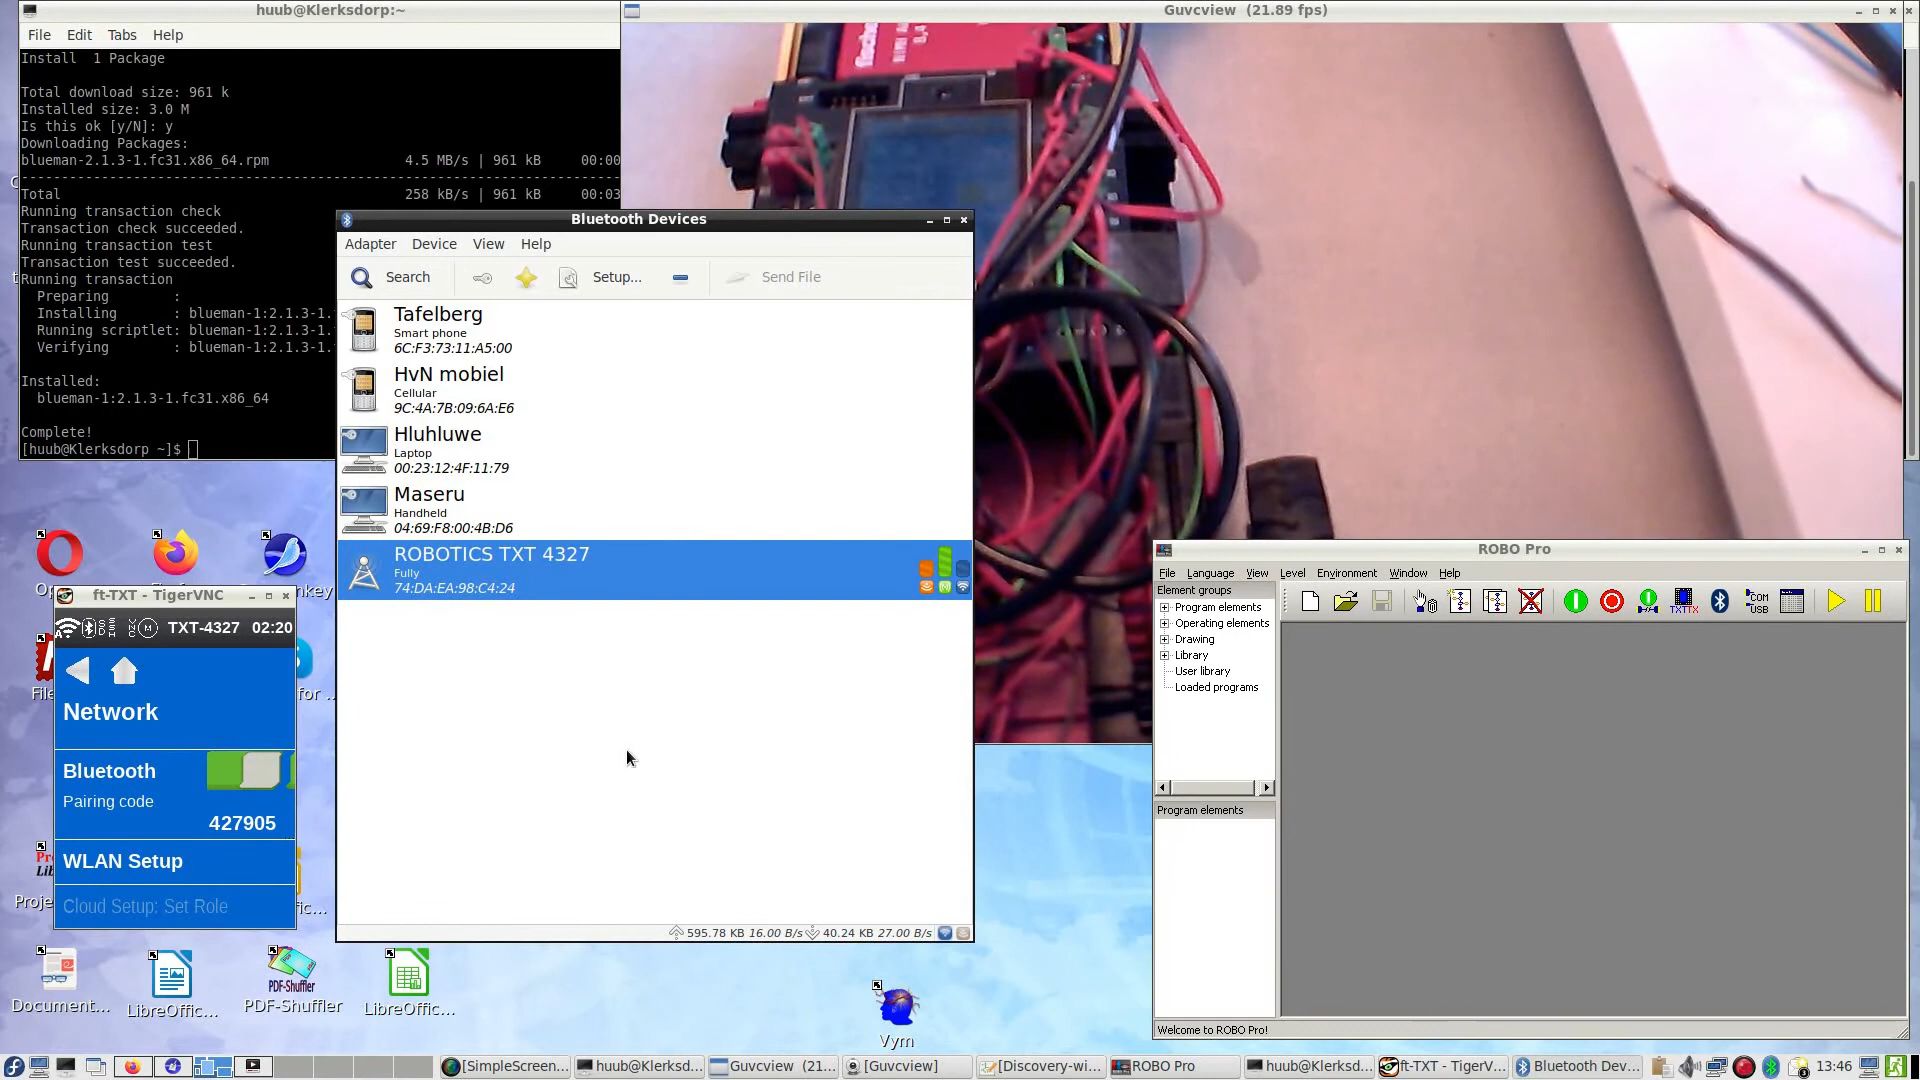 huub@Klerksdorp:~
File Edit Tabs Help
Install 1 Package
Total download size: 961 k
Installed size: 3.0 M
Is this ok [y/N]: y
Downloading Packages:
blueman-2.1.3-1.fc31.x86_64.rpm 4.5 MB/s | 961 kB 00:00
Total 258 kB/s | 961 kB 00:03
Running transaction check
Transaction check succeeded.
Running transaction test
Transaction test succeeded.
Running transaction
Preparing :
Installing : blueman-1:2.1.3-1.
Running scriptlet: blueman-1:2.1.3-1.
Verifying : blueman-1:2.1.3-1.
Installed:
blueman-1:2.1.3-1.fc31.x86_64
Complete!
[huub@Klerksdorp ~]$
Guvcview (21.89 fps)
Bluetooth Devices
Adapter Device View Help
Search Setup... Send File
Tafelberg
Smart phone
6C:F3:73:11:A5:00
HvN mobiel
Cellular
9C:4A:7B:09:6A:E6
Hluhluwe
Laptop
00:23:12:4F:11:79
Maseru
Handheld
04:69:F8:00:4B:D6
ROBOTICS TXT 4327
Fully
74:DA:EA:98:C4:24
595.78 KB 16.00 B/s 40.24 KB 27.00 B/s
ft-TXT - TigerVNC
TXT-4327 02:20
Network
Bluetooth
Pairing code
427905
WLAN Setup
Cloud Setup: Set Role
ROBO Pro
File Language View Level Environment Window Help
Element groups
Program elements
Operating elements
Drawing
Library
User library
Loaded programs
TXTTX
COM
USB
Program elements
Welcome to ROBO Pro!
Document...
LibreOffic...
PDF-Shuffler
PDF-Shuffler
LibreOffic...
Vym
[SimpleScreen... huub@Klerksd... Guvcview (21... [Guvcview] [Discovery-wi... ROBO Pro huub@Klerksd... ft-TXT - TigerV... Bluetooth Dev... 13:46